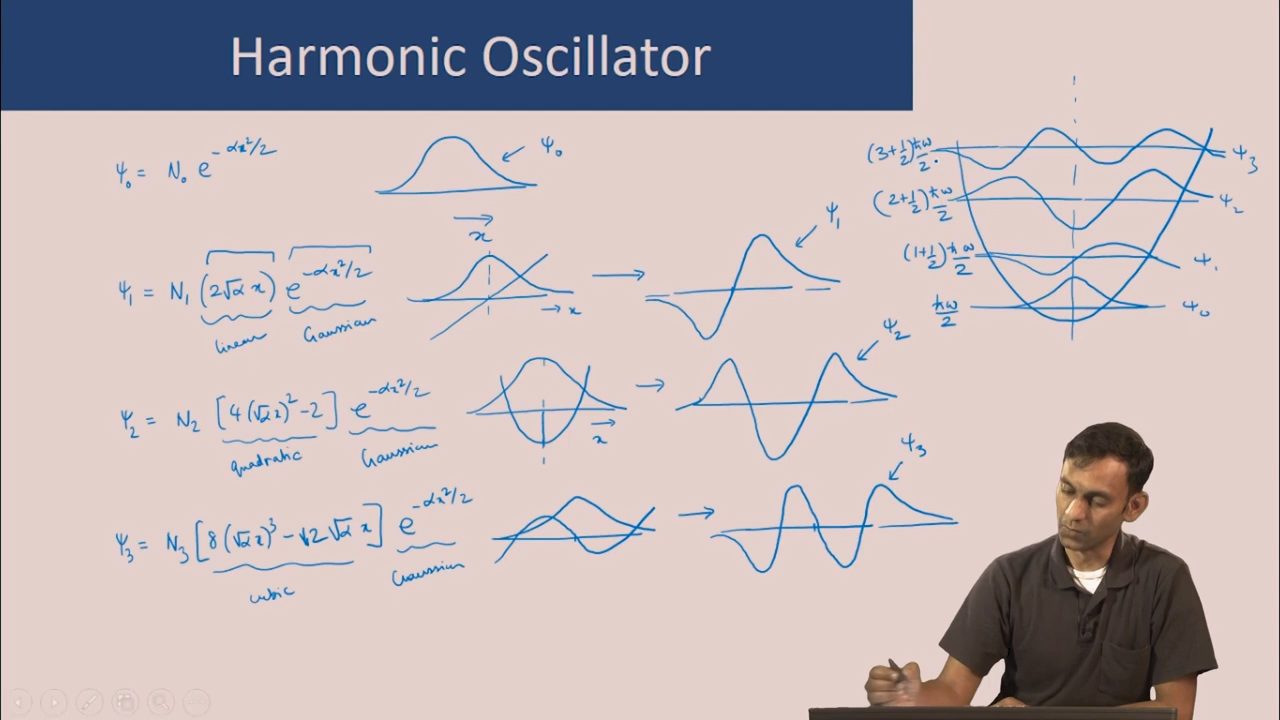 Harmonic Oscillator
ψ₀ = N₀ e^(-αx²/2)
ψ₀
x
ψ₁ = N₁ (2√α x) e^(-αx²/2)
linear Gaussian
x
ψ₁
ψ₂ = N₂ [4(√α x)² - 2] e^(-αx²/2)
quadratic Gaussian
x
ψ₂
ψ₃ = N₃ [8(√α x)³ - 12√α x] e^(-αx²/2)
cubic Gaussian
ψ₃
(3+1/2) ħω/2 ψ₃
(2+1/2) ħω/2 ψ₂
(1+1/2) ħω/2 ψ₁
ħω/2 ψ₀